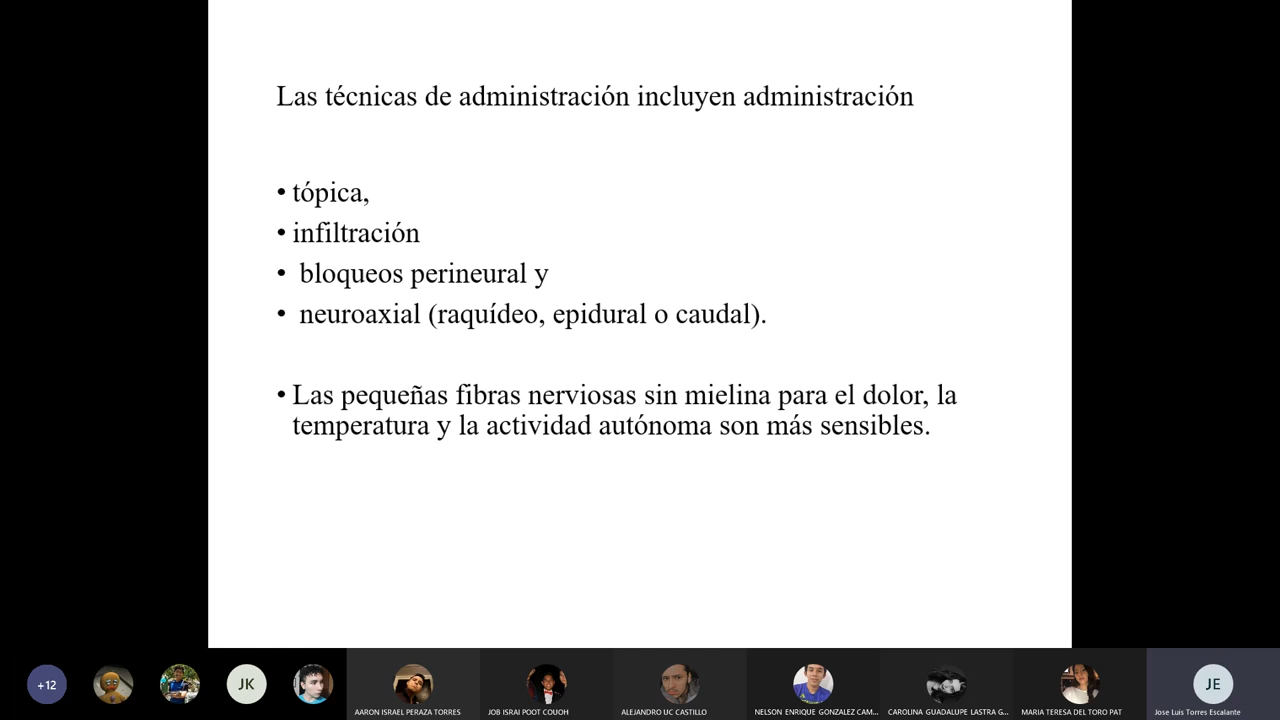 Las técnicas de administración incluyen administración
• tópica,
• infiltración
• bloqueos perineural y
• neuroaxial (raquídeo, epidural o caudal).
• Las pequeñas fibras nerviosas sin mielina para el dolor, la
temperatura y la actividad autónoma son más sensibles.
+12
JK
JE
AARON ISRAEL PERAZA TORRES
JOB ISRAI POOT COUOH
ALEJANDRO UC CASTILLO
NELSON ENRIQUE GONZALEZ CAM...
CAROLINA GUADALUPE LASTRA G...
MARIA TERESA DEL TORO PAT
Jose Luis Torres Escalante